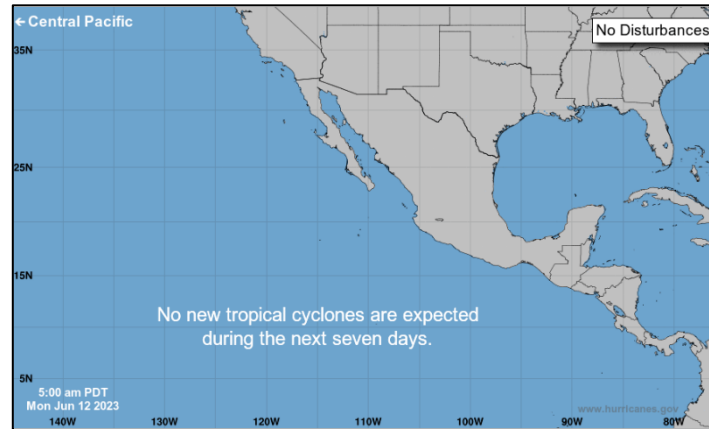 ← Central Pacific
No Disturbances
35N
25N
15N
No new tropical cyclones are expected
during the next seven days.
5N
5:00 am PDT
Mon Jun 12 2023
www.hurricanes.gov
140W 130W 120W 110W 100W 90W 80W